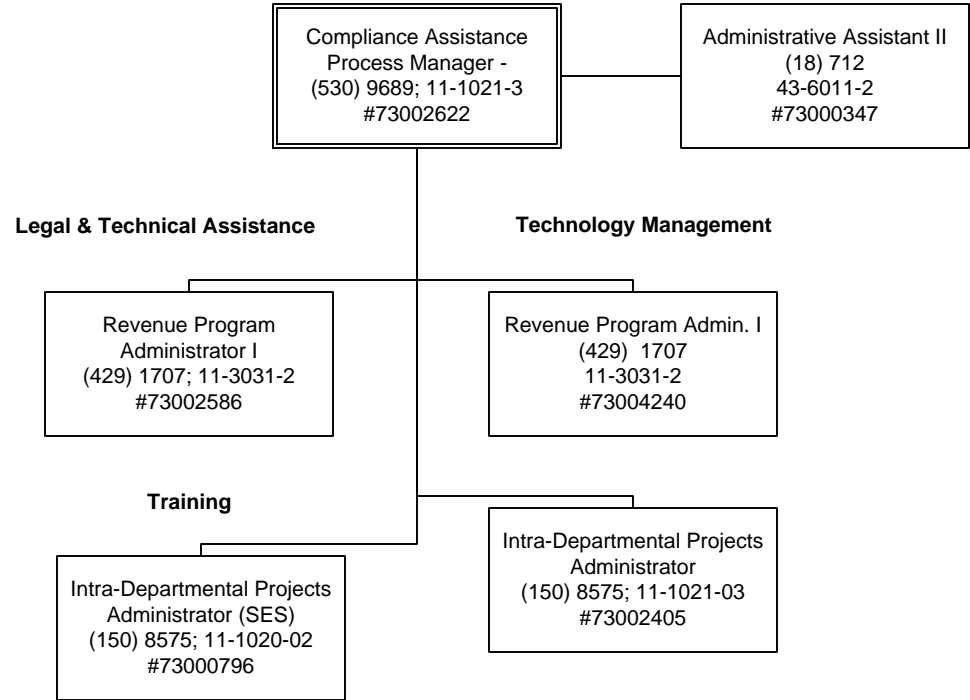 Compliance Assistance
Process Manager -
(530) 9689; 11-1021-3
#73002622
Administrative Assistant II
(18) 712
43-6011-2
#73000347
Legal & Technical Assistance
Technology Management
Revenue Program
Administrator I
(429) 1707; 11-3031-2
#73002586
Revenue Program Admin. I
(429) 1707
11-3031-2
#73004240
Training
Intra-Departmental Projects
Administrator (SES)
(150) 8575; 11-1020-02
#73000796
Intra-Departmental Projects
Administrator
(150) 8575; 11-1021-03
#73002405